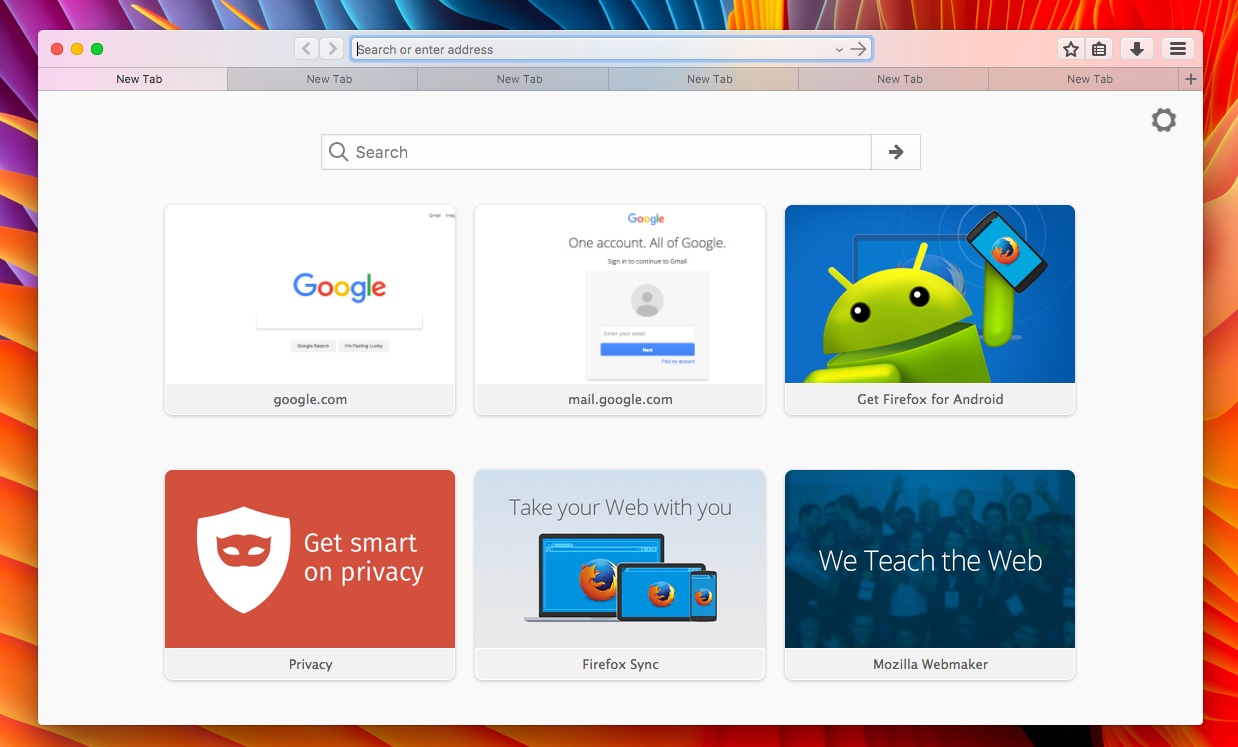 Search or enter address
New Tab
New Tab
New Tab
New Tab
New Tab
New Tab
Search
Gmail
Google
Google Search
I'm Feeling Lucky
google.com
Google
One account. All of Google.
Sign in to continue to Gmail
Enter your email
Next
Find my account
mail.google.com
Get Firefox for Android
Get smart
on privacy
Privacy
Take your Web with you
Firefox Sync
We Teach the Web
Mozilla Webmaker